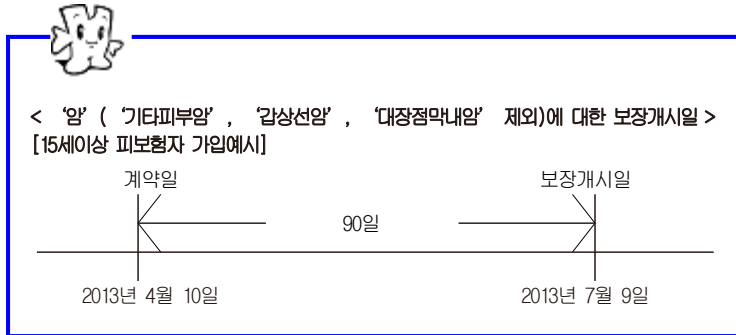 < ‘암’ ( ‘기타피부암’ , ‘갑상선암’ , ‘대장점막내암’ 제외)에 대한 보장개시일 >
[15세이상 피보험자 가입예시]
계약일 보장개시일
90일
2013년 4월 10일 2013년 7월 9일